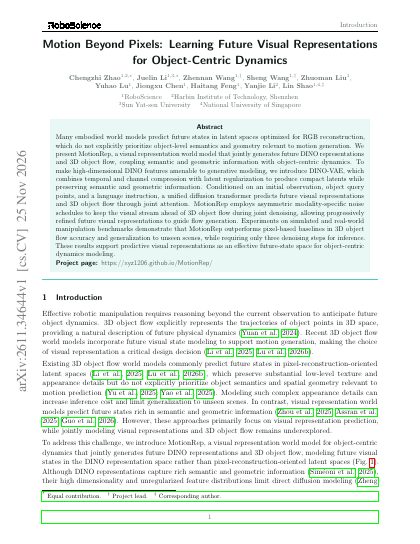 RoboScience
Introduction
Motion Beyond Pixels: Learning Future Visual Representations
for Object-Centric Dynamics
Chengzhi Zhao1,2,*, Juelin Li1,3,*, Zhennan Wang1,†, Sheng Wang1,‡, Zhuoman Liu1,
Yuhao Lu1, Jiongxu Chen1, Haitang Feng1, Yanjie Li2, Lin Shao1,4,‡
1RoboScience 2Harbin Institute of Technology, Shenzhen
3Sun Yat-sen University 4National University of Singapore
Abstract
Many embodied world models predict future states in latent spaces optimized for RGB reconstruction,
which do not explicitly prioritize object-level semantics and geometry relevant to motion generation. We
present MotionRep, a visual representation world model that jointly generates future DINO representations
and 3D object flow, coupling semantic and geometric information with object-centric dynamics. To
make high-dimensional DINO features amenable to generative modeling, we introduce DINO-VAE, which
combines temporal and channel compression with latent regularization to produce compact latents while
preserving semantic and geometric information. Conditioned on an initial observation, object query
points, and a language instruction, a unified diffusion transformer predicts future visual representations
and 3D object flow through joint attention. MotionRep employs asymmetric modality-specific noise
schedules to keep the visual stream ahead of 3D object flow during joint denoising, allowing progressively
refined future visual representations to guide flow generation. Experiments on simulated and real-world
manipulation benchmarks demonstrate that MotionRep outperforms pixel-based baselines in 3D object
flow accuracy and generalization to unseen scenes, while requiring only three denoising steps for inference.
These results support predictive visual representations as an effective future-state space for object-centric
dynamics modeling.
Project page: https://xyz1206.github.io/MotionRep/
arXiv:2611.34644v1 [cs.CV] 25 Nov 2026
1 Introduction
Effective robotic manipulation requires reasoning beyond the current observation to anticipate future
object dynamics. 3D object flow explicitly represents the trajectories of object points in 3D space,
providing a natural description of future physical dynamics (Yuan et al., 2024). Recent 3D object flow
world models incorporate future visual state modeling to support motion generation, making the choice
of visual representation a critical design decision (Li et al., 2025; Lu et al., 2026b).
Existing 3D object flow world models commonly predict future states in pixel-reconstruction-oriented
latent spaces (Li et al., 2025; Lu et al., 2026b), which preserve substantial low-level texture and
appearance details but do not explicitly prioritize object semantics and spatial geometry relevant to
motion prediction (Yu et al., 2025; Yan et al., 2025). Modeling such complex appearance details can
increase inference cost and limit generalization to unseen scenes. In contrast, visual representation world
models predict future states rich in semantic and geometric information (Zhou et al., 2025; Assran et al.,
2025; Guo et al., 2026). However, these approaches primarily focus on visual representation prediction,
while jointly modeling visual representations and 3D object flow remains underexplored.
To address this challenge, we introduce MotionRep, a visual representation world model for object-centric
dynamics that jointly generates future DINO representations and 3D object flow, modeling future visual
states in the DINO representation space rather than pixel-reconstruction-oriented latent spaces (Fig. 1).
Although DINO representations capture rich semantic and geometric information (Siméoni et al., 2025),
their high dimensionality and unregularized feature distributions limit direct diffusion modeling (Zheng
* Equal contribution. † Project lead. ‡ Corresponding author.
1